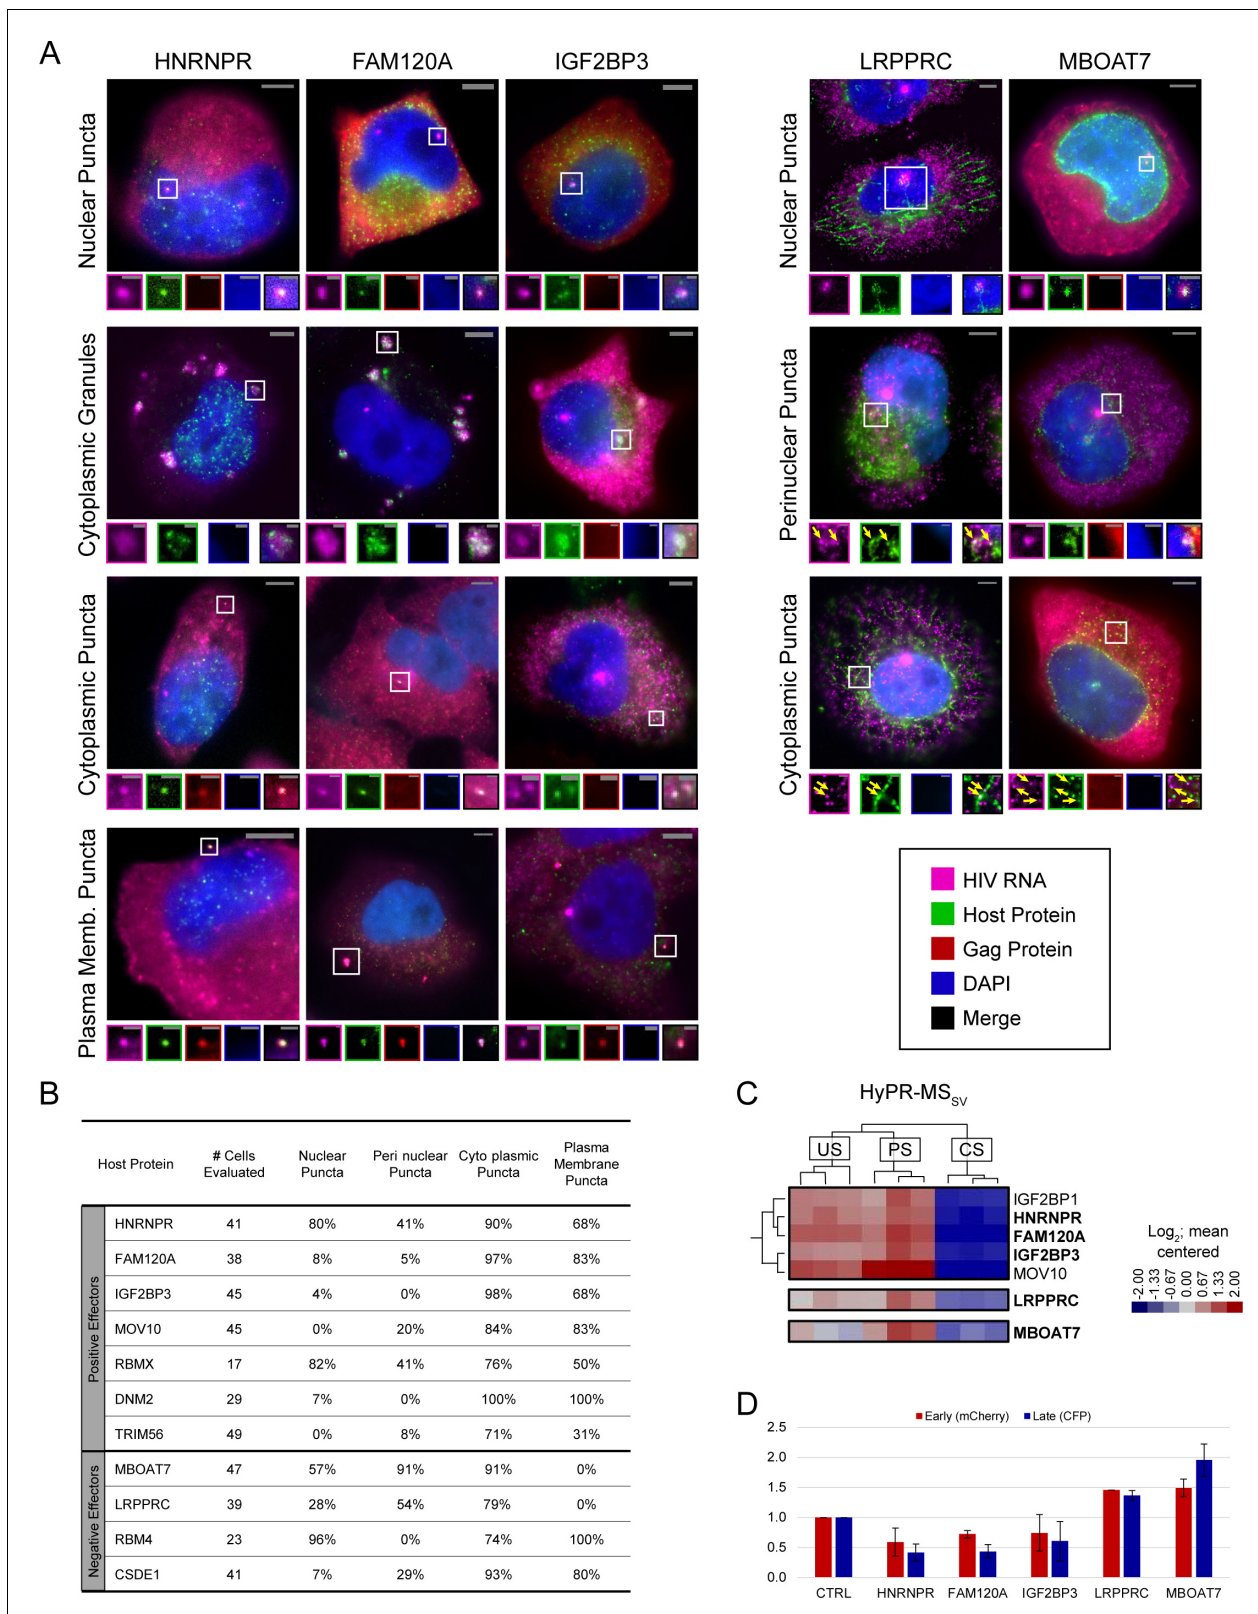 A
HNRNPR FAM120A IGF2BP3 LRPPRC MBOAT7
Nuclear Puncta
Cytoplasmic Granules
Cytoplasmic Puncta
Plasma Memb. Puncta
Nuclear Puncta
Perinuclear Puncta
Cytoplasmic Puncta
HIV RNA
Host Protein
Gag Protein
DAPI
Merge
B
Host Protein # Cells Evaluated Nuclear Puncta Peri nuclear Puncta Cyto plasmic Puncta Plasma Membrane Puncta
Positive Effectors
HNRNPR 41 80% 41% 90% 68%
FAM120A 38 8% 5% 97% 83%
IGF2BP3 45 4% 0% 98% 68%
MOV10 45 0% 20% 84% 83%
RBMX 17 82% 41% 76% 50%
DNM2 29 7% 0% 100% 100%
TRIM56 49 0% 8% 71% 31%
Negative Effectors
MBOAT7 47 57% 91% 91% 0%
LRPPRC 39 28% 54% 79% 0%
RBM4 23 96% 0% 74% 100%
CSDE1 41 7% 29% 93% 80%
C
HyPR-MSSV
US PS CS
IGF2BP1
HNRNPR
FAM120A
IGF2BP3
MOV10
LRPPRC
MBOAT7
Log2; mean
centered
-2.00 -1.33 -0.67 0.00 0.67 1.33 2.00
D
Early (mCherry) Late (CFP)
2.5
2.0
1.5
1.0
0.5
0.0
CTRL HNRNPR FAM120A IGF2BP3 LRPPRC MBOAT7